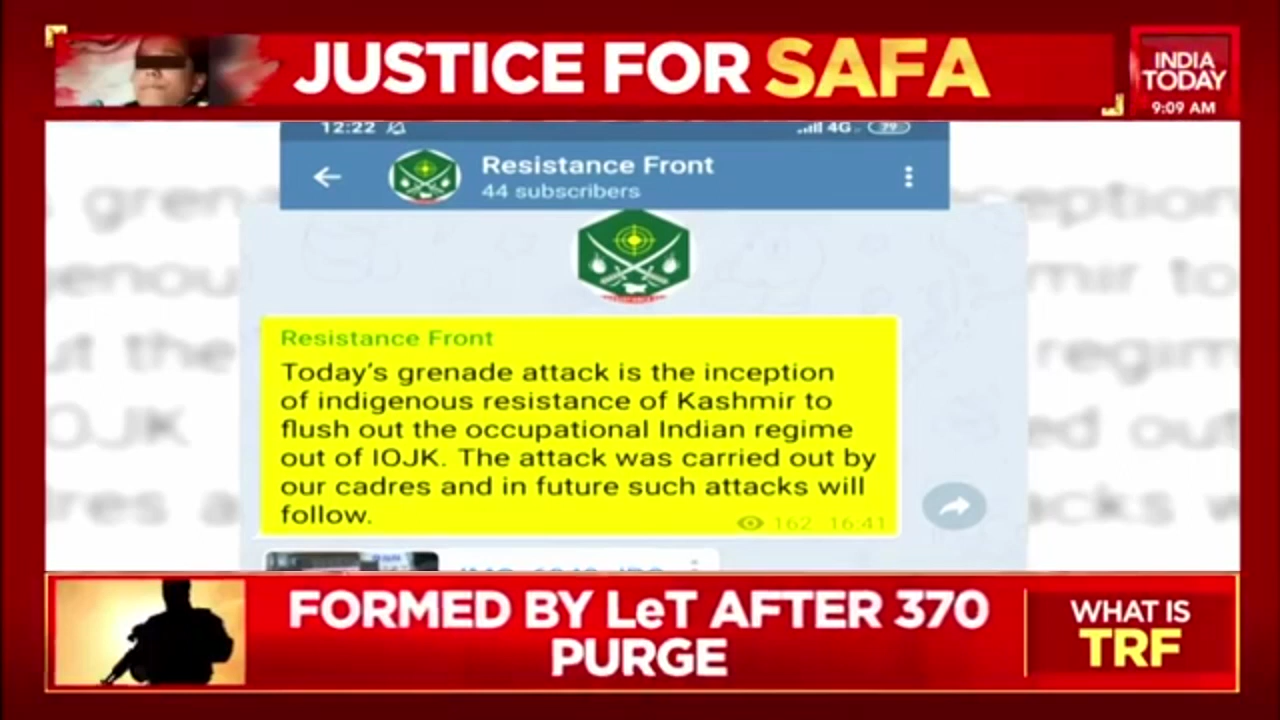 JUSTICE FOR SAFA
INDIA
TODAY
9:09 AM
12:22
4G
Resistance Front
44 subscribers
Resistance Front
Today's grenade attack is the inception
of indigenous resistance of Kashmir to
flush out the occupational Indian regime
out of IOJK. The attack was carried out by
our cadres and in future such attacks will
follow.
162 16:41
FORMED BY LeT AFTER 370
PURGE
WHAT IS
TRF